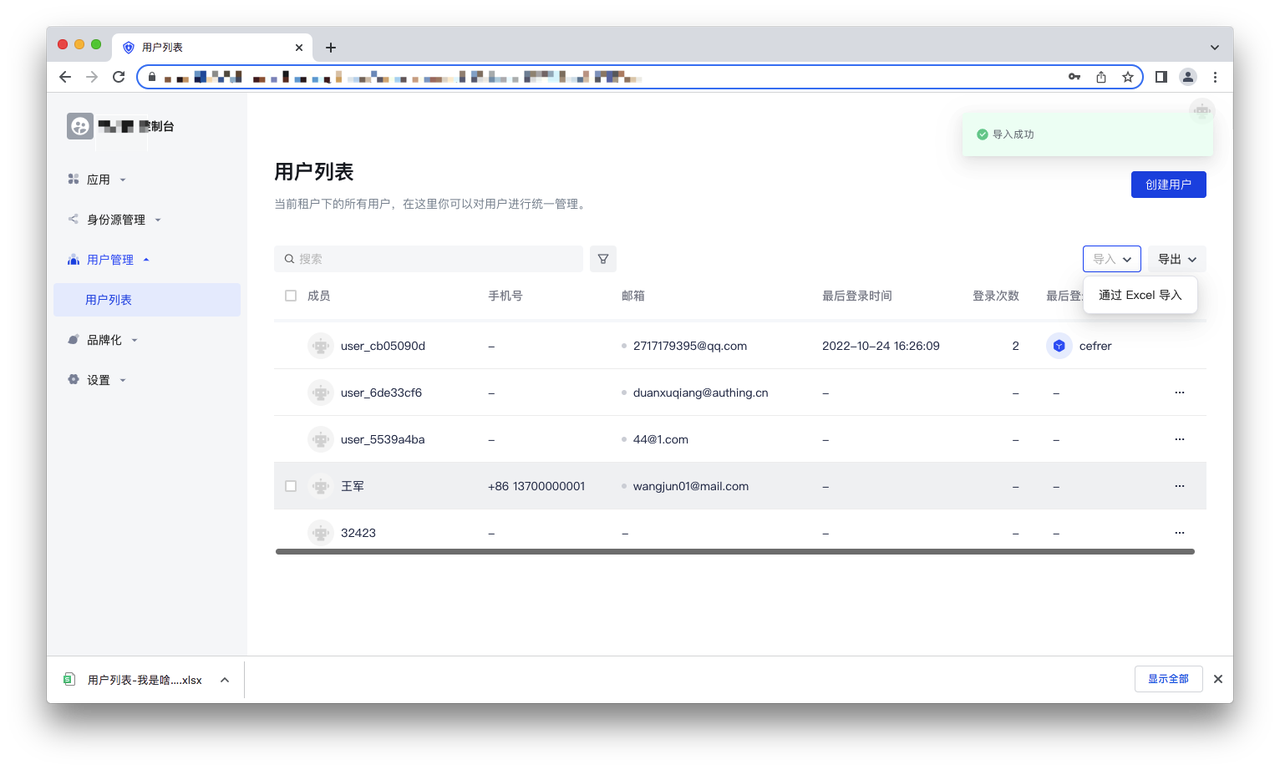 用户列表
制台
应用
身份源管理
用户管理
用户列表
品牌化
设置
导入成功
用户列表
创建用户
当前租户下的所有用户，在这里你可以对用户进行统一管理。
搜索
导入
导出
通过 Excel 导入
成员 手机号 邮箱 最后登录时间 登录次数 最后登
user_cb05090d – 2717179395@qq.com 2022-10-24 16:26:09 2 cefrer
user_6de33cf6 – duanxuqiang@authing.cn – – – ...
user_5539a4ba – 44@1.com – – – ...
王军 +86 13700000001 wangjun01@mail.com – – – ...
32423 – – – – – ...
用户列表-我是啥....xlsx
显示全部